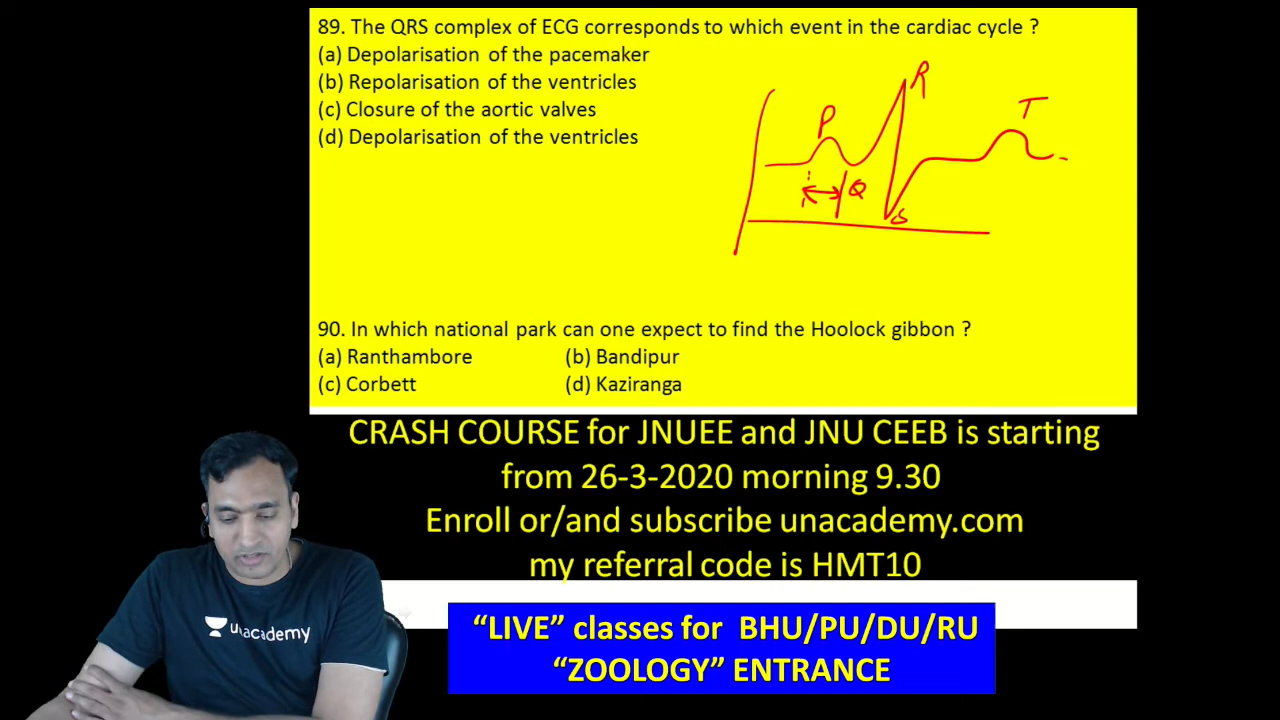 89. The QRS complex of ECG corresponds to which event in the cardiac cycle ?
(a) Depolarisation of the pacemaker
(b) Repolarisation of the ventricles
(c) Closure of the aortic valves
(d) Depolarisation of the ventricles
R
P
T
Q
S
90. In which national park can one expect to find the Hoolock gibbon ?
(a) Ranthambore (b) Bandipur
(c) Corbett (d) Kaziranga
CRASH COURSE for JNUEE and JNU CEEB is starting
from 26-3-2020 morning 9.30
Enroll or/and subscribe unacademy.com
my referral code is HMT10
unacademy
“LIVE” classes for BHU/PU/DU/RU
“ZOOLOGY” ENTRANCE